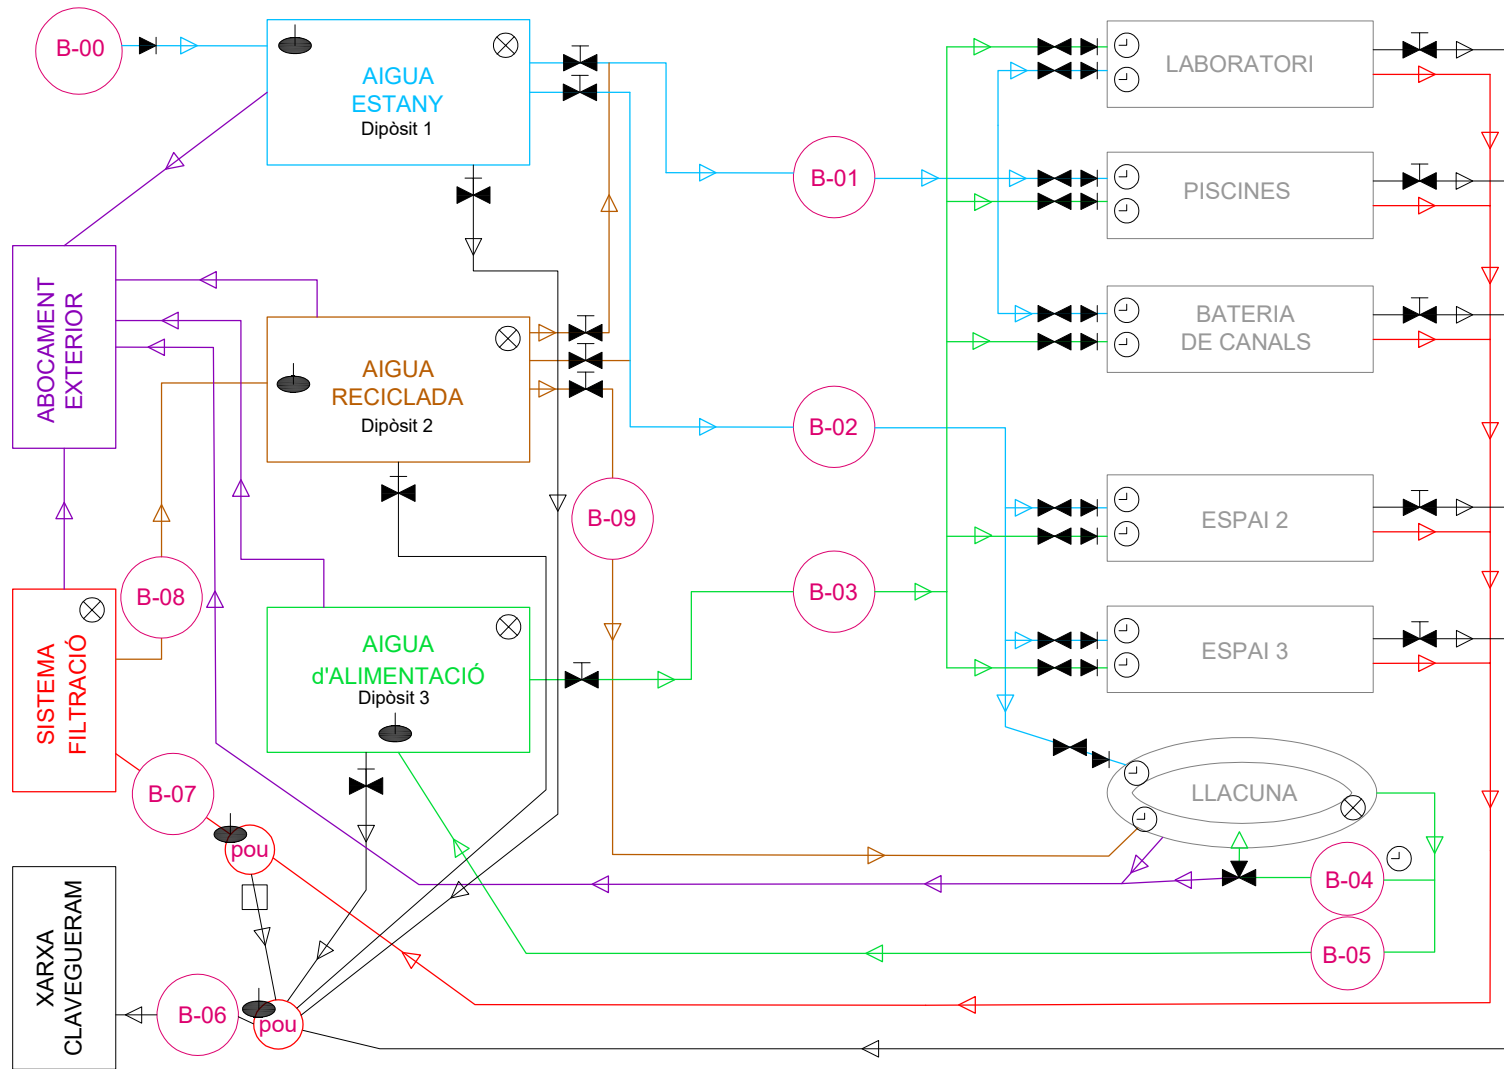 B-00
AIGUA
ESTANY
Dipòsit 1
LABORATORI
B-01
PISCINES
ABOCAMENT
EXTERIOR
AIGUA
RECICLADA
Dipòsit 2
BATERIA
DE CANALS
B-02
B-09
ESPAI 2
B-08
B-03
SISTEMA
FILTRACIÓ
AIGUA
d'ALIMENTACIÓ
Dipòsit 3
ESPAI 3
B-07
LLACUNA
pou
B-04
B-05
XARXA
CLAVEGUERAM
B-06
pou